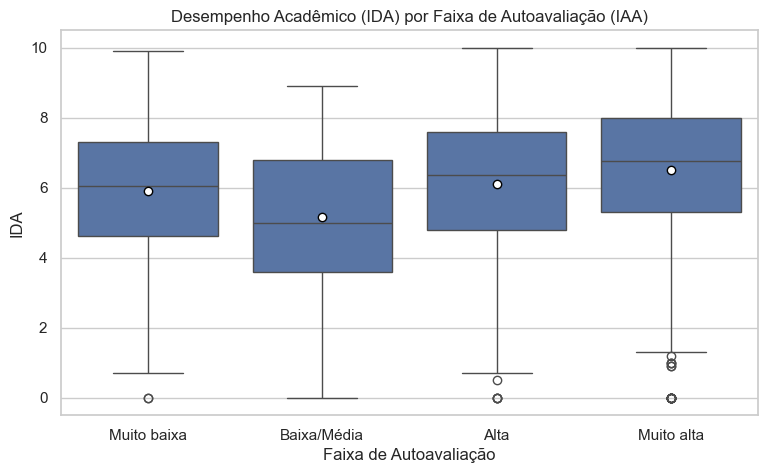 Desempenho Acadêmico (IDA) por Faixa de Autoavaliação (IAA)
10
8
6
4
2
0
IDA
Muito baixa
Baixa/Média
Alta
Muito alta
Faixa de Autoavaliação